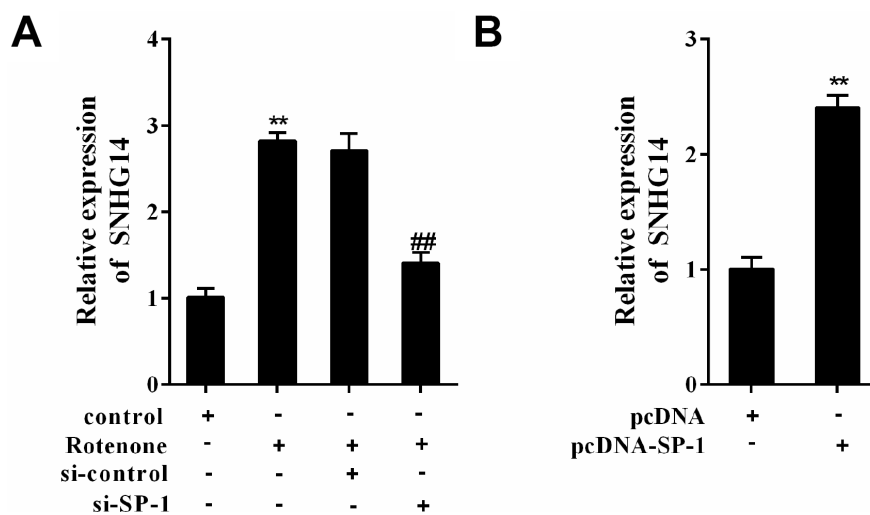 A
Relative expression
of SNHG14
4
3
2
1
0
**
##
control + - - -
Rotenone - + + +
si-control - - + -
si-SP-1 - - - +
B
Relative expression
of SNHG14
3
2
1
0
**
pcDNA + -
pcDNA-SP-1 - +